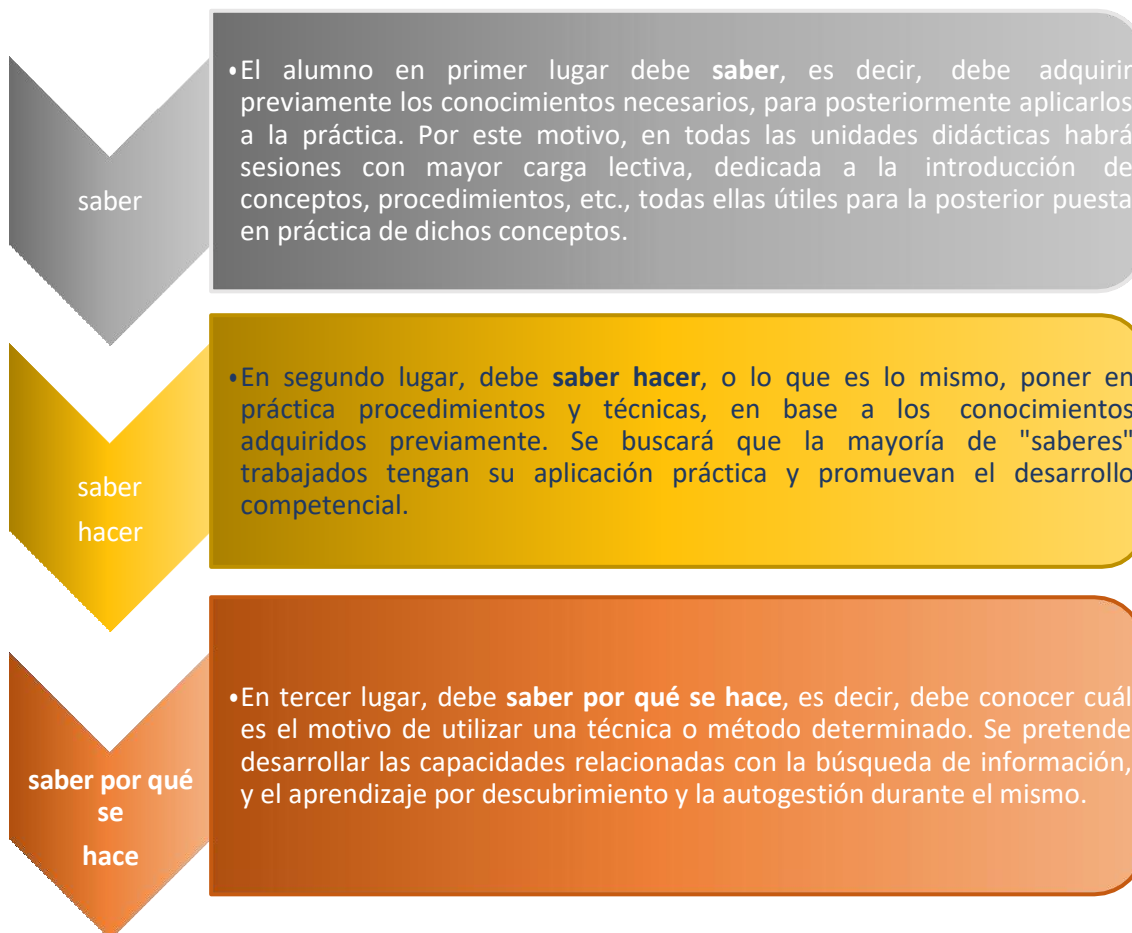 saber
•El alumno en primer lugar debe saber, es decir, debe adquirir
previamente los conocimientos necesarios, para posteriormente aplicarlos
a la práctica. Por este motivo, en todas las unidades didácticas habrá
sesiones con mayor carga lectiva, dedicada a la introducción de
conceptos, procedimientos, etc., todas ellas útiles para la posterior puesta
en práctica de dichos conceptos.
saber
hacer
•En segundo lugar, debe saber hacer, o lo que es lo mismo, poner en
práctica procedimientos y técnicas, en base a los conocimientos
adquiridos previamente. Se buscará que la mayoría de "saberes"
trabajados tengan su aplicación práctica y promuevan el desarrollo
competencial.
saber por qué
se
hace
•En tercer lugar, debe saber por qué se hace, es decir, debe conocer cuál
es el motivo de utilizar una técnica o método determinado. Se pretende
desarrollar las capacidades relacionadas con la búsqueda de información,
y el aprendizaje por descubrimiento y la autogestión durante el mismo.